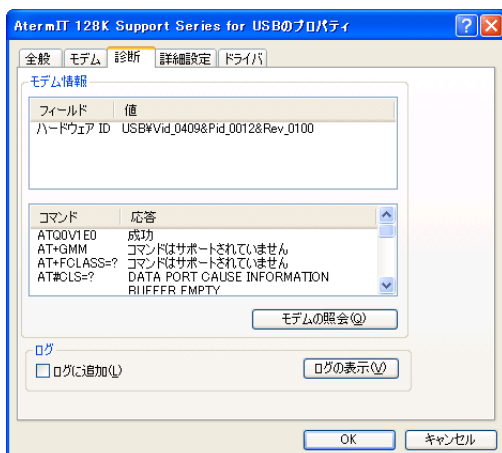 AtermIT 128K Support Series for USBのプロパティ
全般 モデム 診断 詳細設定 ドライバ
モデム情報
フィールド 値
ハードウェア ID USB¥Vid_0409&Pid_0012&Rev_0100
コマンド 応答
ATQ0V1E0 成功
AT+GMM コマンドはサポートされていません
AT+FCLASS=? コマンドはサポートされていません
AT#CLS=? DATA PORT CAUSE INFORMATION
BUFFER EMPTY
モデムの照会(Q)
ログ
ログに追加(L) ログの表示(V)
OK キャンセル